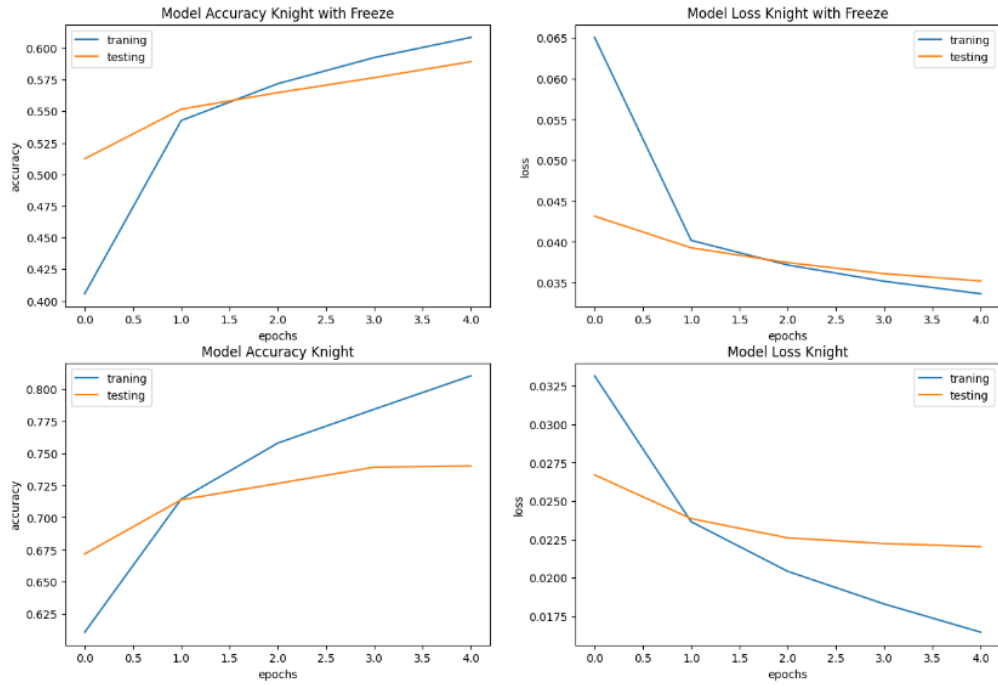 Model Accuracy Knight with Freeze
traning
testing
0.600
0.575
0.550
0.525
0.500
0.475
0.450
0.425
0.400
accuracy
0.0 0.5 1.0 1.5 2.0 2.5 3.0 3.5 4.0
epochs
Model Loss Knight with Freeze
traning
testing
0.065
0.060
0.055
0.050
0.045
0.040
0.035
loss
0.0 0.5 1.0 1.5 2.0 2.5 3.0 3.5 4.0
epochs
Model Accuracy Knight
traning
testing
0.800
0.775
0.750
0.725
0.700
0.675
0.650
0.625
accuracy
0.0 0.5 1.0 1.5 2.0 2.5 3.0 3.5 4.0
epochs
Model Loss Knight
traning
testing
0.0325
0.0300
0.0275
0.0250
0.0225
0.0200
0.0175
loss
0.0 0.5 1.0 1.5 2.0 2.5 3.0 3.5 4.0
epochs